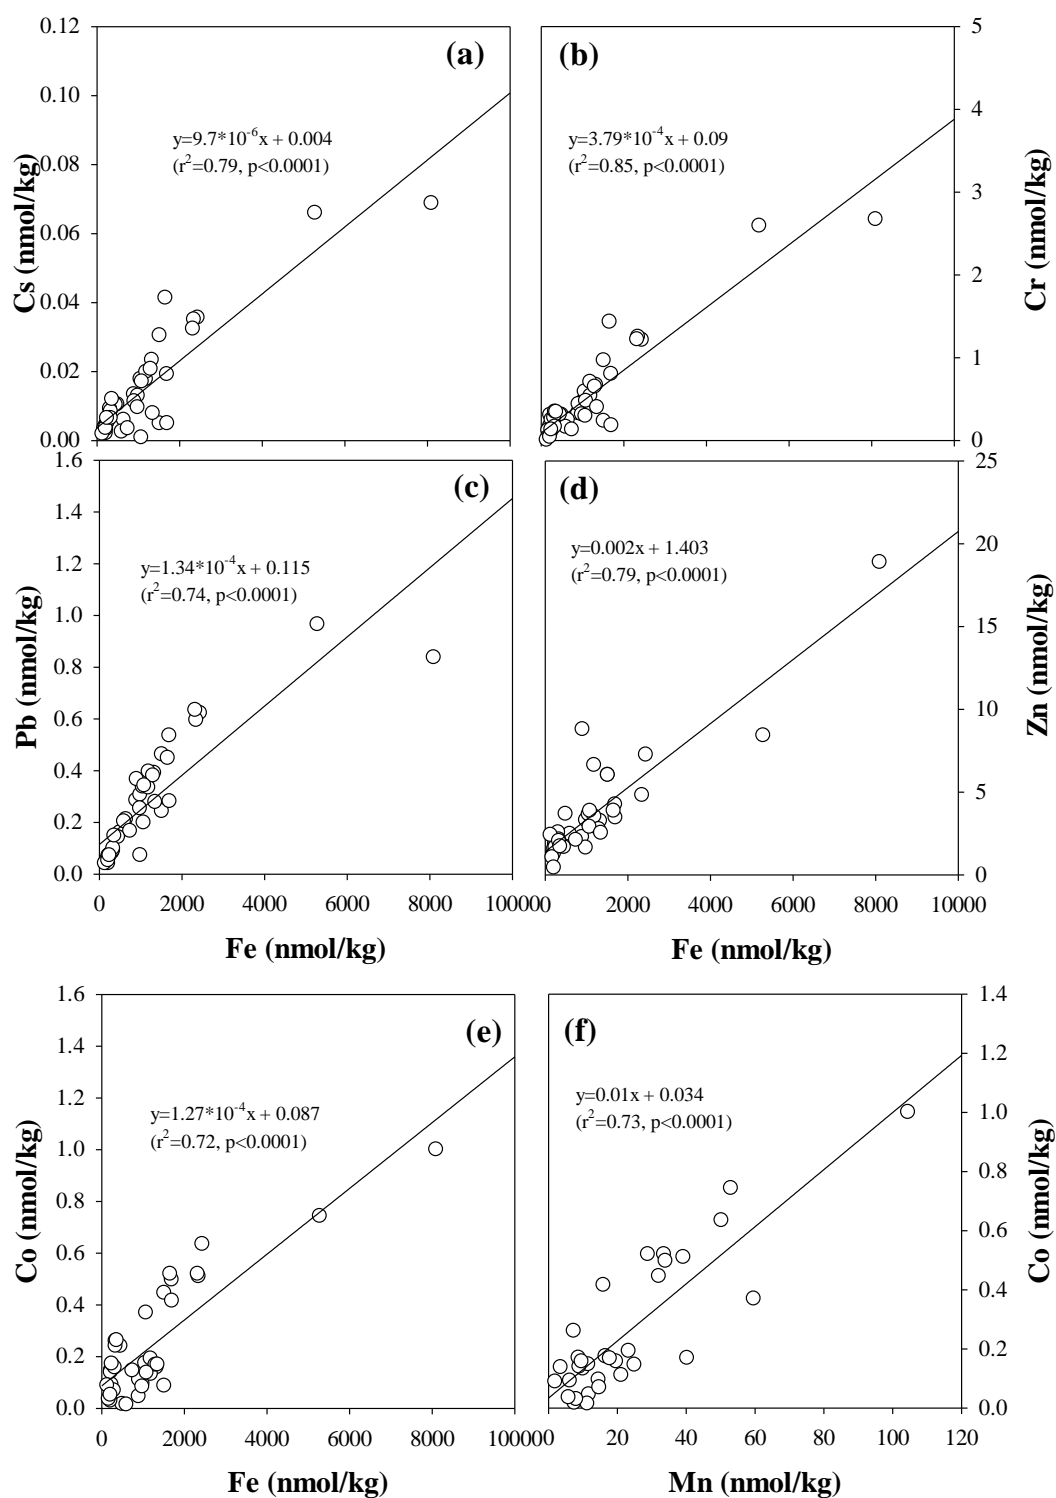 0.12
0.10
0.08
0.06
0.04
0.02
0.00
Cs (nmol/kg)
(a)
y=9.7*10⁻⁶x + 0.004
(r²=0.79, p<0.0001)
(b)
y=3.79*10⁻⁴x + 0.09
(r²=0.85, p<0.0001)
5
4
3
2
1
0
Cr (nmol/kg)
1.6
1.4
1.2
1.0
0.8
0.6
0.4
0.2
0.0
Pb (nmol/kg)
(c)
y=1.34*10⁻⁴x + 0.115
(r²=0.74, p<0.0001)
0 2000 4000 6000 8000 10000
Fe (nmol/kg)
(d)
y=0.002x + 1.403
(r²=0.79, p<0.0001)
25
20
15
10
5
0
Zn (nmol/kg)
0 2000 4000 6000 8000 10000
Fe (nmol/kg)
1.6
1.4
1.2
1.0
0.8
0.6
0.4
0.2
0.0
Co (nmol/kg)
(e)
y=1.27*10⁻⁴x + 0.087
(r²=0.72, p<0.0001)
0 2000 4000 6000 8000 10000
Fe (nmol/kg)
(f)
y=0.01x + 0.034
(r²=0.73, p<0.0001)
1.4
1.2
1.0
0.8
0.6
0.4
0.2
0.0
Co (nmol/kg)
0 20 40 60 80 100 120
Mn (nmol/kg)